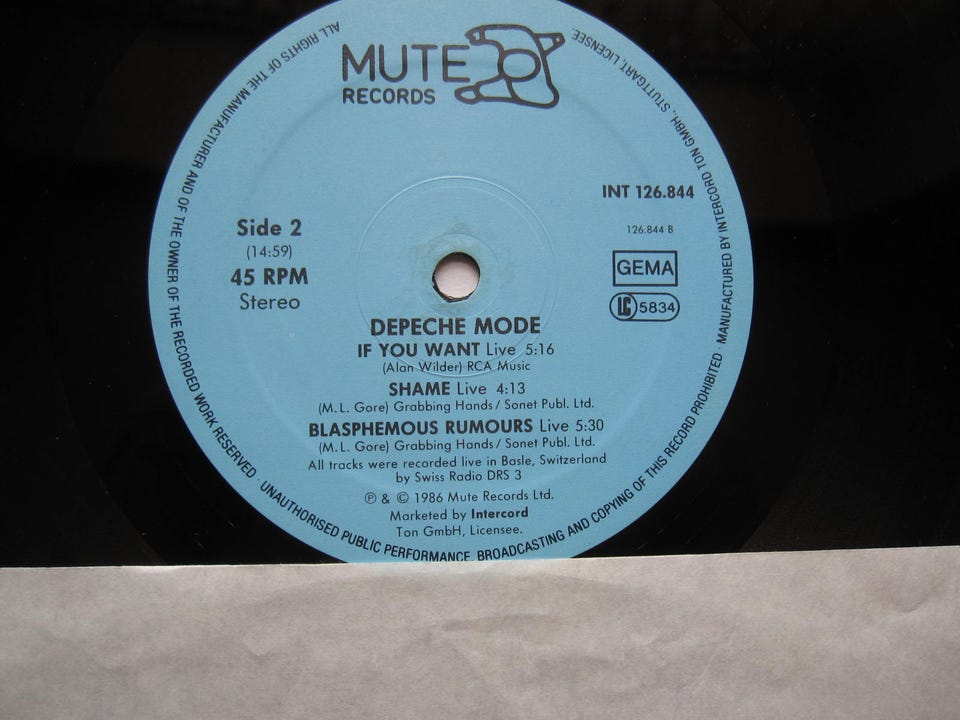 MUTE
RECORDS
INT 126.844
126.844 B
GEMA
LC 5834
Side 2
(14:59)
45 RPM
Stereo
DEPECHE MODE
IF YOU WANT Live 5:16
(Alan Wilder) RCA Music
SHAME Live 4:13
(M. L. Gore) Grabbing Hands / Sonet Publ. Ltd.
BLASPHEMOUS RUMOURS Live 5:30
(M. L. Gore) Grabbing Hands / Sonet Publ. Ltd.
All tracks were recorded live in Basle, Switzerland
by Swiss Radio DRS 3
℗ & © 1986 Mute Records Ltd.
Marketed by Intercord
Ton GmbH, Licensee.
ALL RIGHTS OF THE MANUFACTURER AND OF THE OWNER OF THE RECORDED WORK RESERVED · UNAUTHORISED PUBLIC PERFORMANCE, BROADCASTING AND COPYING OF THIS RECORD PROHIBITED · MANUFACTURED BY INTERCORD TON GMBH., STUTTGART, LICENSEE.